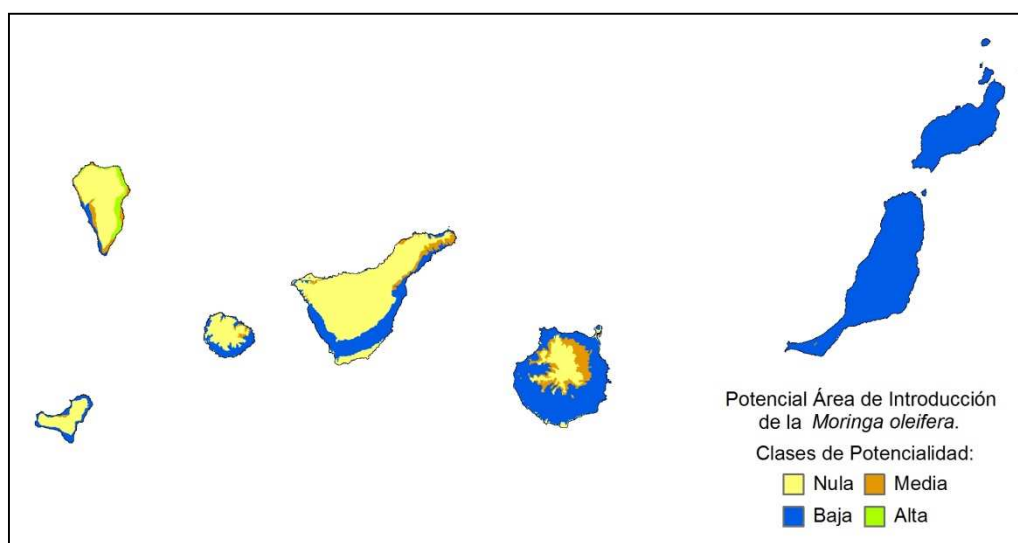 Potencial Área de Introducción
de la Moringa oleifera.
Clases de Potencialidad:
Nula Media
Baja Alta